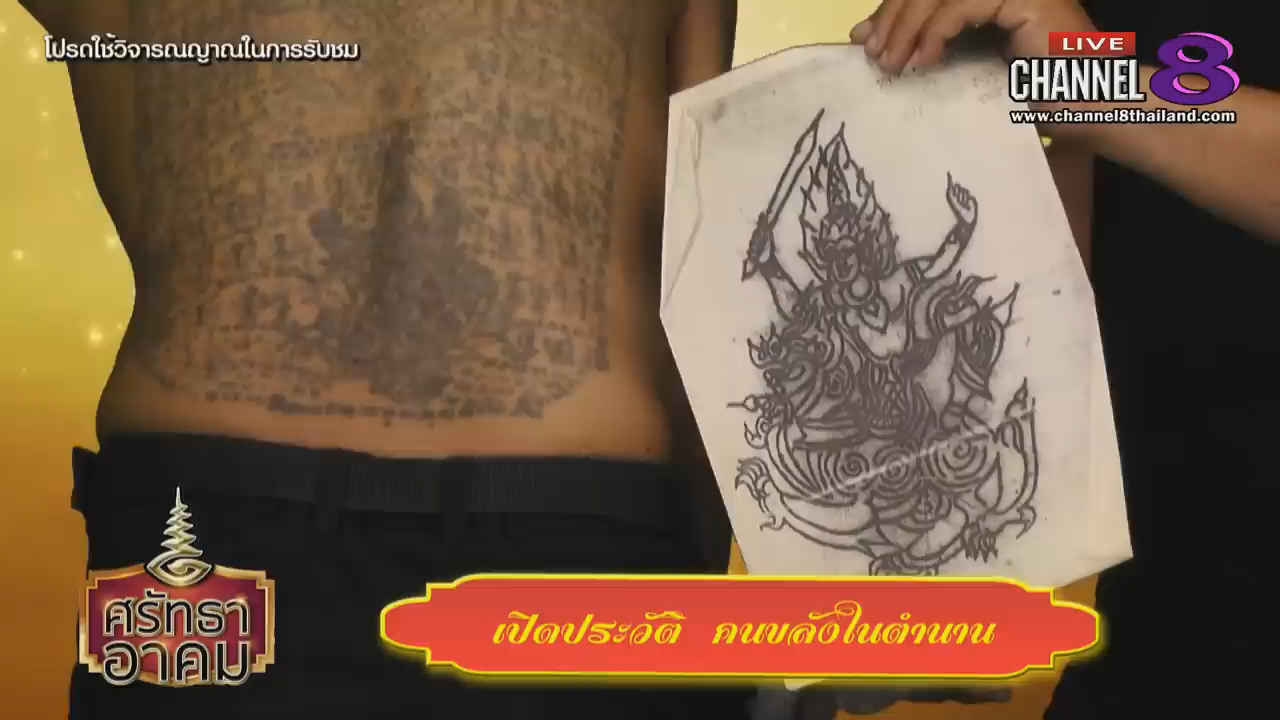 โปรดใช้วิจารณญาณในการรับชม
LIVE
CHANNEL 8
www.channel8thailand.com
ศรัทธา
อาคม
เปิดประวัติ คนขลังในตำนาน